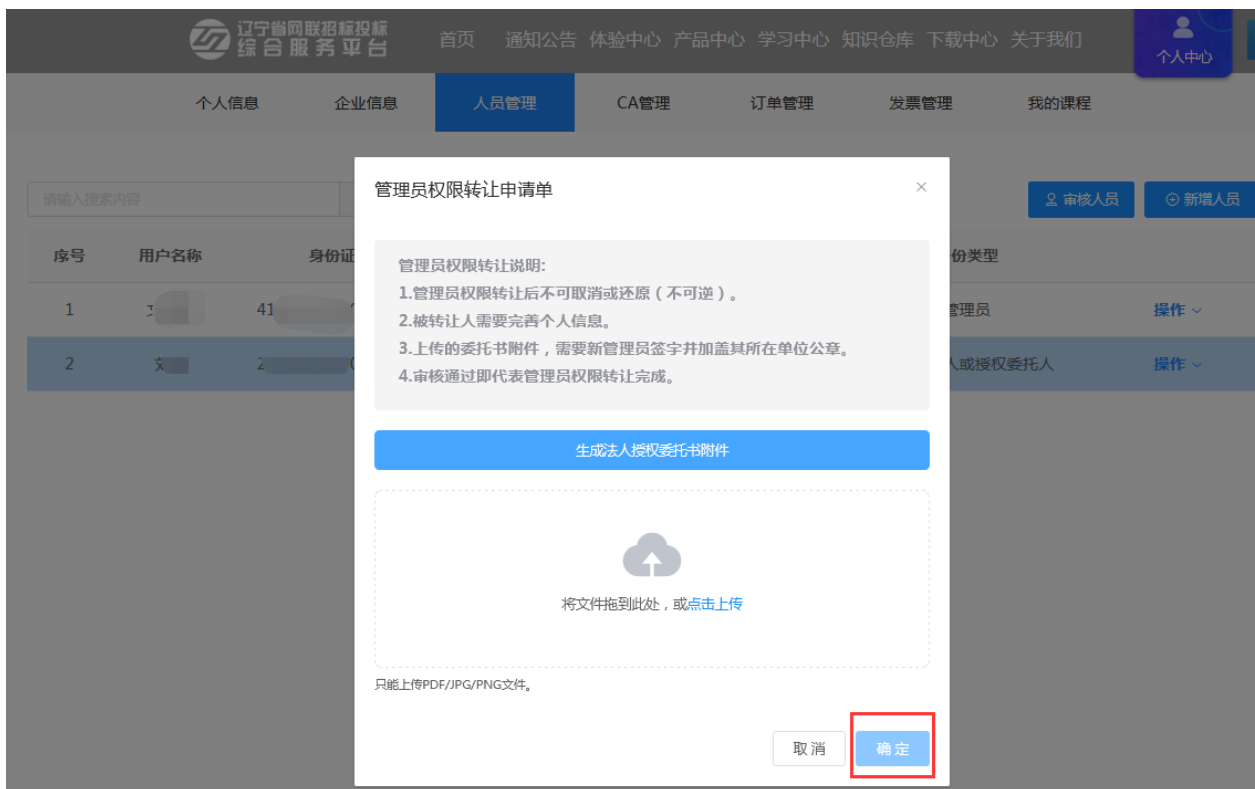 辽宁省网联招标投标
综合服务平台
首页 通知公告 体验中心 产品中心 学习中心 知识仓库 下载中心 关于我们
个人中心
个人信息 企业信息 人员管理 CA管理 订单管理 发票管理 我的课程
管理员权限转让申请单
请输入搜索内容
审核人员 新增人员
序号 用户名称 身份证 份类型
管理员权限转让说明:
1.管理员权限转让后不可取消或还原（不可逆）。
2.被转让人需要完善个人信息。
3.上传的委托书附件，需要新管理员签字并加盖其所在单位公章。
4.审核通过即代表管理员权限转让完成。
1 41 管理员 操作
2 2 人或授权委托人 操作
生成法人授权委托书附件
将文件拖到此处，或点击上传
只能上传PDF/JPG/PNG文件。
取消 确定